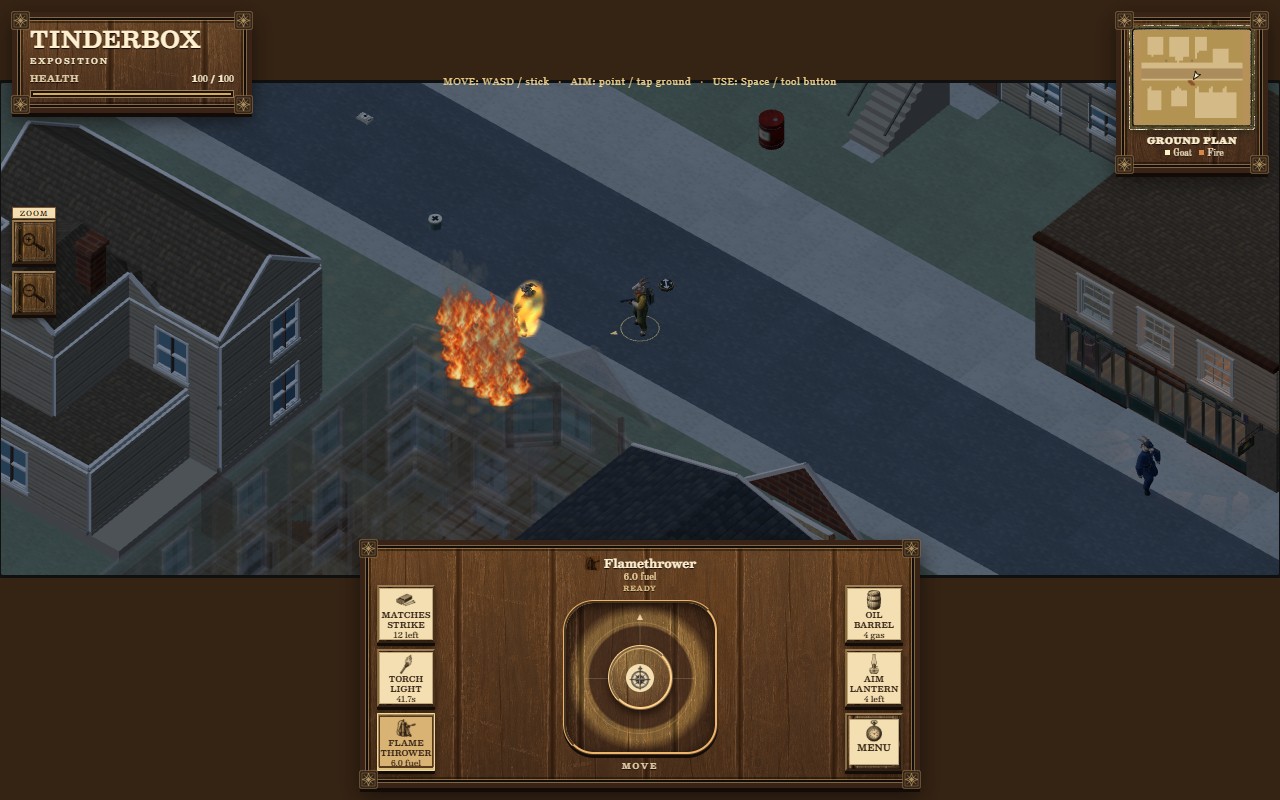 TINDERBOX
EXPOSITION
HEALTH 100 / 100
MOVE: WASD / stick · AIM: point / tap ground · USE: Space / tool button
GROUND PLAN
Goat Fire
ZOOM
Flamethrower
6.0 fuel
READY
MATCHES
STRIKE
12 left
TORCH
LIGHT
41.7s
FLAME
THROWER
6.0 fuel
OIL
BARREL
4 gas
AIM
LANTERN
4 left
MENU
MOVE